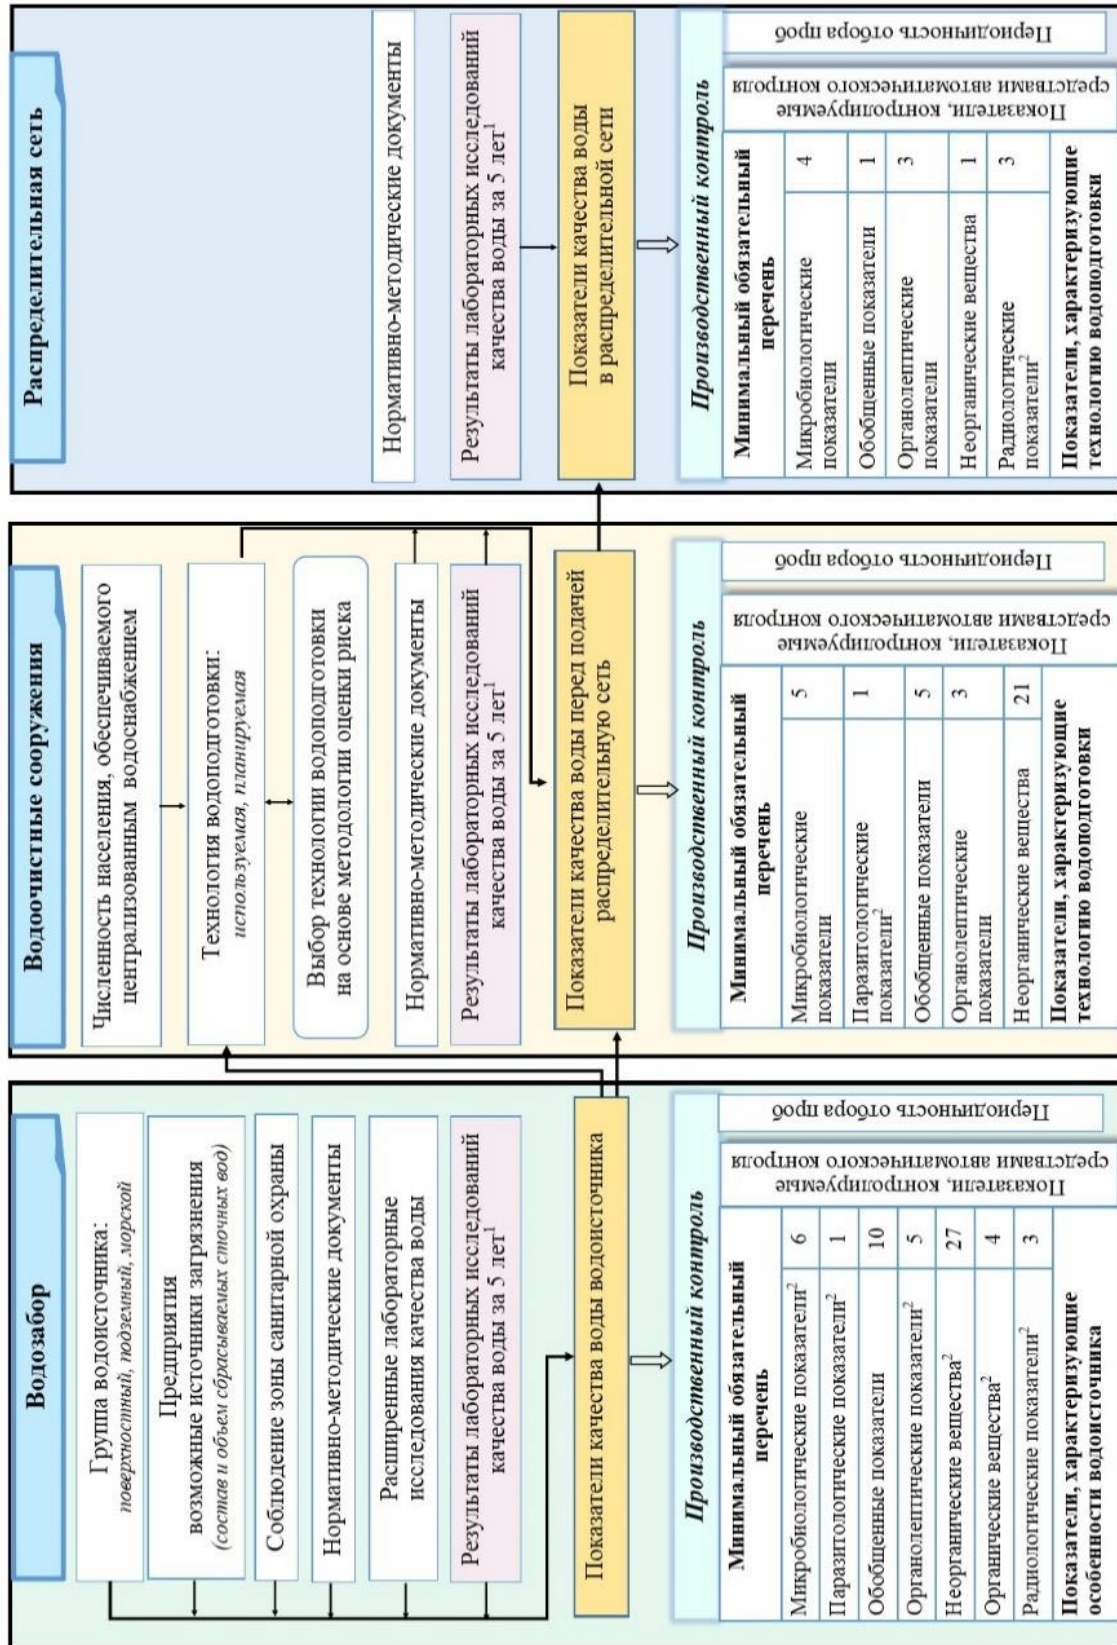 Водозабор
Группа водоисточника:
поверхностный, подземный, морской
Предприятия
возможные источники загрязнения
(состав и объем сбрасываемых сточных вод)
Соблюдение зоны санитарной охраны
Нормативно-методические документы
Расширенные лабораторные
исследования качества воды
Результаты лабораторных исследований
качества воды за 5 лет¹
Показатели качества воды водоисточника
Производственный контроль
Минимальный обязательный
перечень
Микробиологические показатели² 6
Паразитологические показатели² 1
Обобщенные показатели 10
Органолептические показатели² 5
Неорганические вещества² 27
Органические вещества² 4
Радиологические показатели² 3
Показатели, характеризующие
особенности водоисточника
Показатели, контролируемые
средствами автоматического контроля
Периодичность отбора
проб
Водоочистные сооружения
Численность населения, обеспечиваемого
централизованным водоснабжением
Технология водоподготовки:
используемая, планируемая
Выбор технологии водоподготовки
на основе методологии оценки риска
Нормативно-методические документы
Результаты лабораторных исследований
качества воды за 5 лет¹
Показатели качества воды перед подачей
распределительную сеть
Производственный контроль
Минимальный обязательный
перечень
Микробиологические
показатели 5
Паразитологические
показатели² 1
Обобщенные показатели 5
Органолептические
показатели 3
Неорганические вещества 21
Показатели, характеризующие
технологию водоподготовки
Показатели, контролируемые
средствами автоматического контроля
Периодичность отбора проб
Распределительная сеть
Нормативно-методические документы
Результаты лабораторных исследований
качества воды за 5 лет¹
Показатели качества воды
в распределительной сети
Производственный контроль
Минимальный обязательный
перечень
Микробиологические
показатели 4
Обобщенные показатели 1
Органолептические
показатели 3
Неорганические вещества 1
Радиологические
показатели² 3
Показатели, характеризующие
технологию водоподготовки
Показатели, контролируемые
средствами автоматического контроля
Периодичность отбора проб